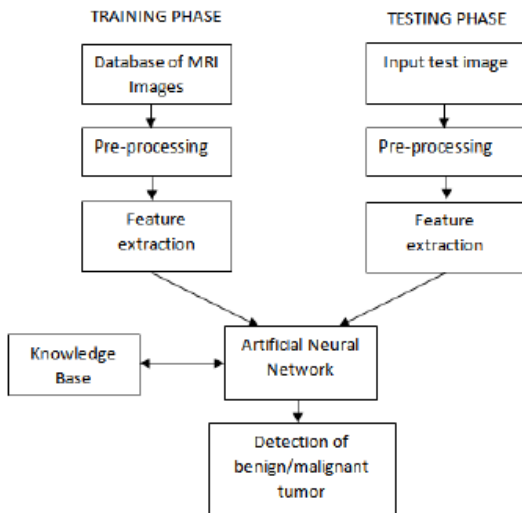 TRAINING PHASE
Database of MRI
Images
Pre-processing
Feature
extraction
TESTING PHASE
Input test image
Pre-processing
Feature
extraction
Knowledge
Base
Artificial Neural
Network
Detection of
benign/malignant
tumor